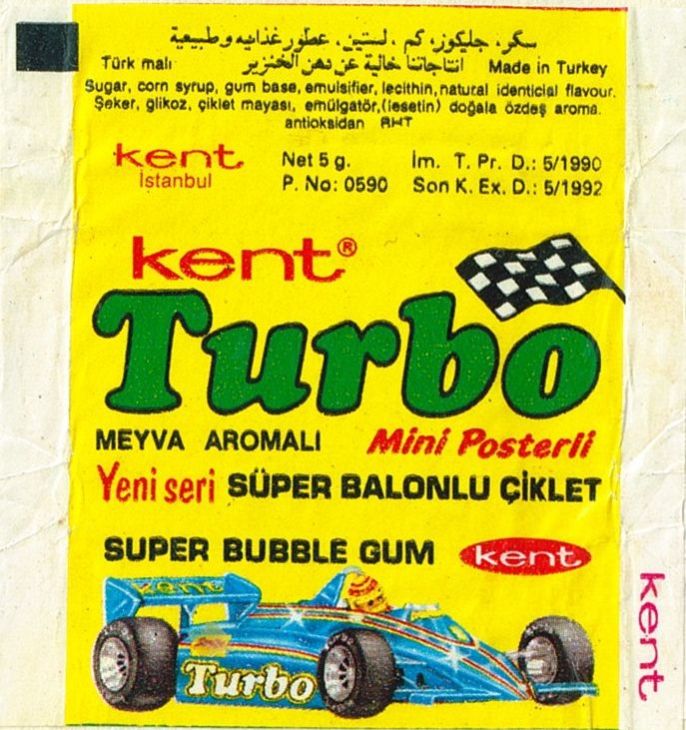 سكر، جليكوز، كم، لستين، عطور غذائيه وطبيعية
Türk malı انتاجاتنا خالية عن دهن الخنزير Made in Turkey
Sugar, corn syrup, gum base, emulsifier, lecithin, natural identicial flavour.
Şeker, glikoz, çiklet mayası, emülgatör,(lesetin) doğala özdeş aroma.
antioksidan BHT
kent
İstanbul
Net 5 g. İm. T. Pr. D.: 5/1990
P. No: 0590 Son K. Ex. D.: 5/1992
kent®
Turbo
MEYVA AROMALI Mini Posterli
Yeni seri SÜPER BALONLU ÇİKLET
SUPER BUBBLE GUM kent
kent
Turbo
kent